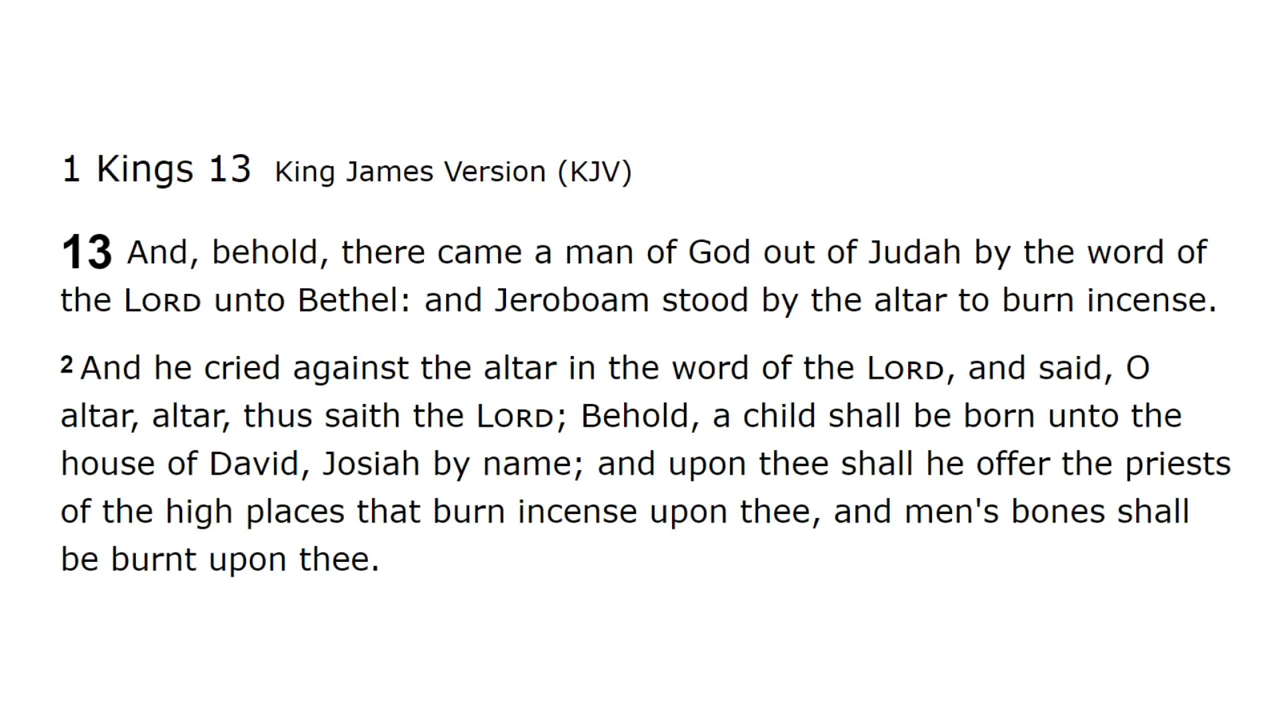 1 Kings 13 King James Version (KJV)
13 And, behold, there came a man of God out of Judah by the word of
the LORD unto Bethel: and Jeroboam stood by the altar to burn incense.
2 And he cried against the altar in the word of the LORD, and said, O
altar, altar, thus saith the LORD; Behold, a child shall be born unto the
house of David, Josiah by name; and upon thee shall he offer the priests
of the high places that burn incense upon thee, and men's bones shall
be burnt upon thee.